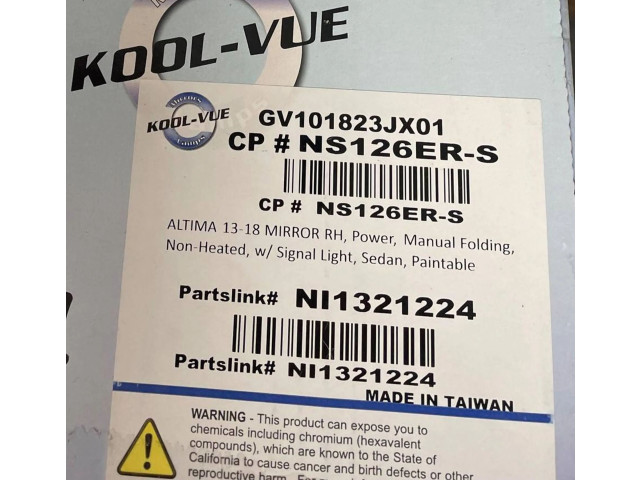 KOOL-VUE
Mirrors
KOOL-VUE
GV101823JX01
CP # NS126ER-S
CP # NS126ER-S
ALTIMA 13-18 MIRROR RH, Power, Manual Folding,
Non-Heated, w/ Signal Light, Sedan, Paintable
Partslink# NI1321224
Partslink# NI1321224
MADE IN TAIWAN
WARNING - This product can expose you to
chemicals including chromium (hexavalent
compounds), which are known to the State of
California to cause cancer and birth defects or other
reproductive harm.